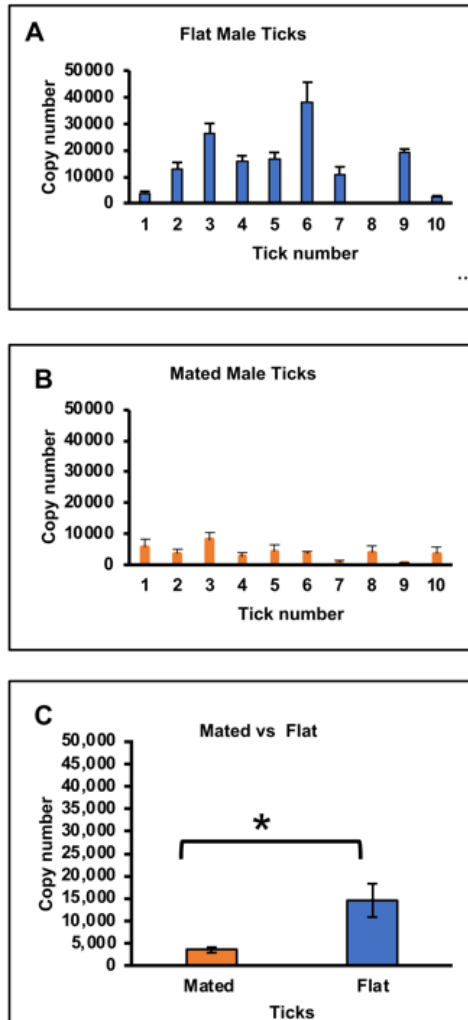 A
Flat Male Ticks
Copy number
50000
40000
30000
20000
10000
0
1 2 3 4 5 6 7 8 9 10
Tick number
..
B
Mated Male Ticks
Copy number
50000
40000
30000
20000
10000
0
1 2 3 4 5 6 7 8 9 10
Tick number
C
Mated vs Flat
Copy number
50,000
45,000
40,000
35,000
30,000
25,000
20,000
15,000
10,000
5,000
0
*
Mated Flat
Ticks